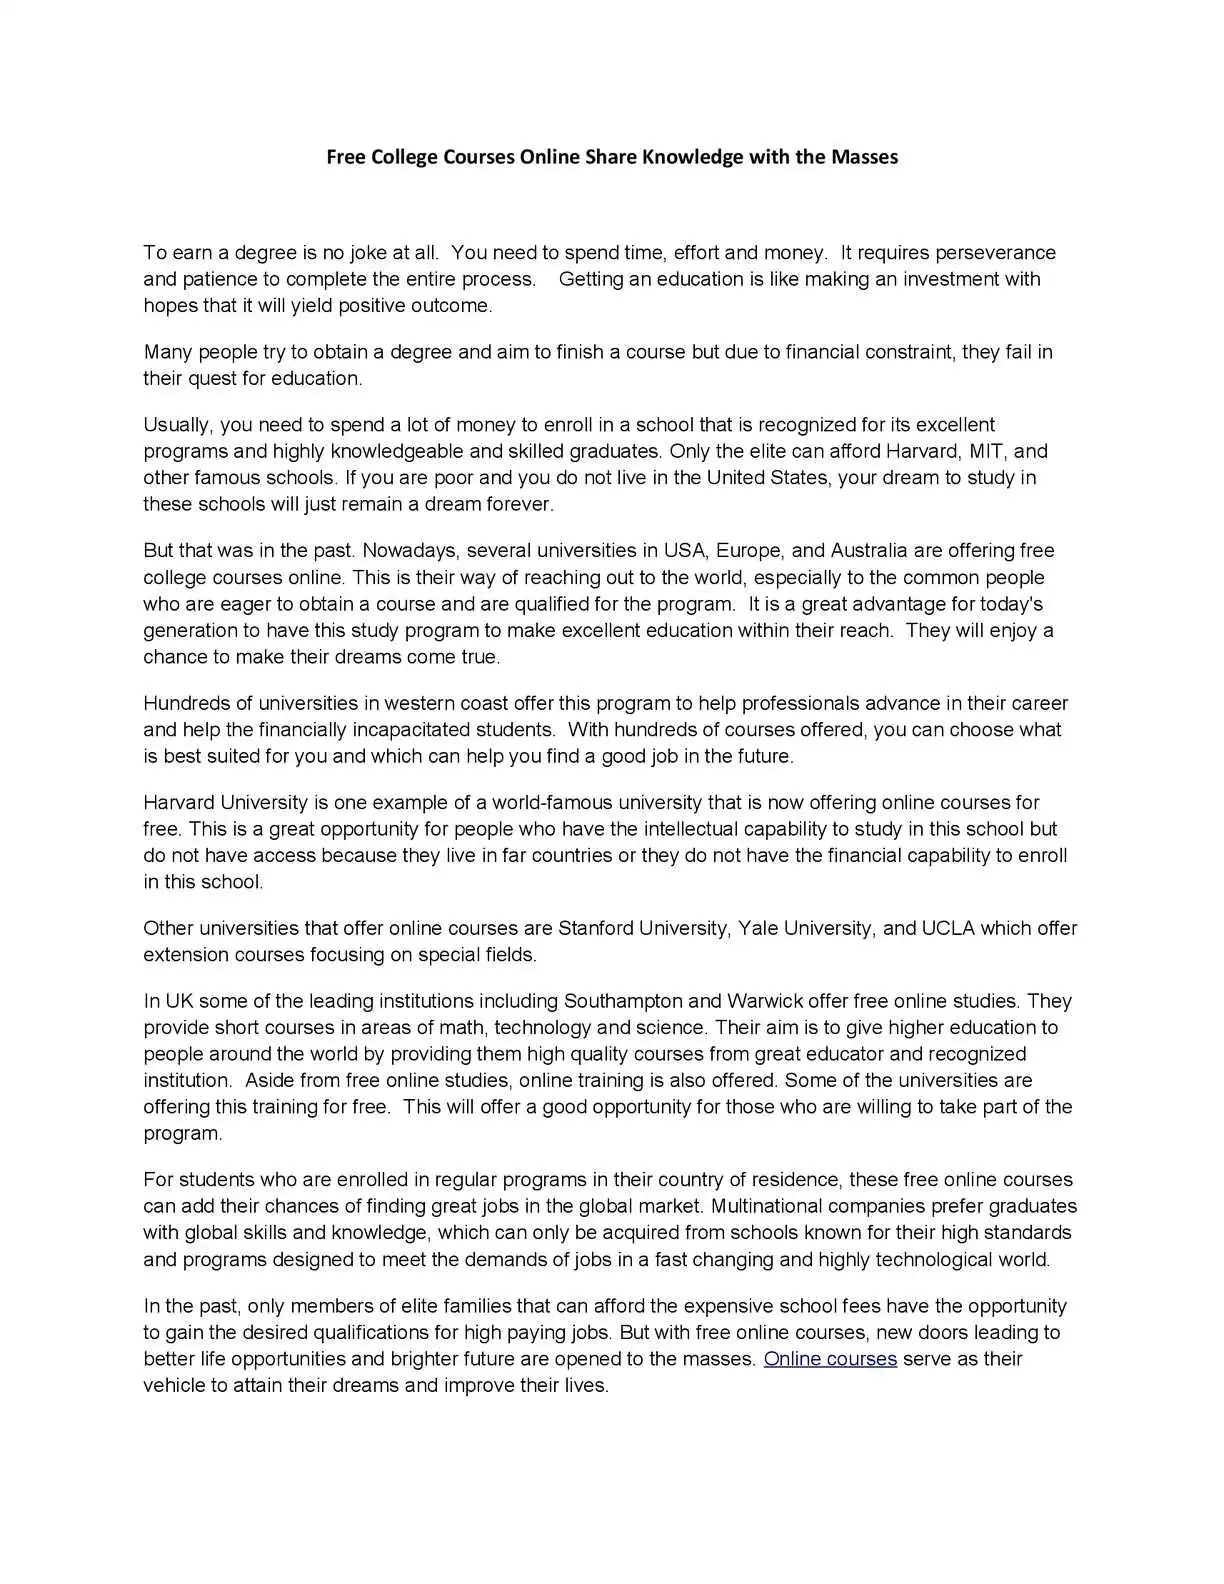 Free College Courses Online Share Knowledge with the Masses
To earn a degree is no joke at all.  You need to spend time, effort and money.  It requires perseverance
and patience to complete the entire process.    Getting an education is like making an investment with
hopes that it will yield positive outcome.
Many people try to obtain a degree and aim to finish a course but due to financial constraint, they fail in
their quest for education.
Usually, you need to spend a lot of money to enroll in a school that is recognized for its excellent
programs and highly knowledgeable and skilled graduates. Only the elite can afford Harvard, MIT, and
other famous schools. If you are poor and you do not live in the United States, your dream to study in
these schools will just remain a dream forever.
But that was in the past. Nowadays, several universities in USA, Europe, and Australia are offering free
college courses online. This is their way of reaching out to the world, especially to the common people
who are eager to obtain a course and are qualified for the program.  It is a great advantage for today's
generation to have this study program to make excellent education within their reach.  They will enjoy a
chance to make their dreams come true.
Hundreds of universities in western coast offer this program to help professionals advance in their career
and help the financially incapacitated students.  With hundreds of courses offered, you can choose what
is best suited for you and which can help you find a good job in the future.
Harvard University is one example of a world-famous university that is now offering online courses for
free. This is a great opportunity for people who have the intellectual capability to study in this school but
do not have access because they live in far countries or they do not have the financial capability to enroll
in this school.
Other universities that offer online courses are Stanford University, Yale University, and UCLA which offer
extension courses focusing on special fields.
In UK some of the leading institutions including Southampton and Warwick offer free online studies. They
provide short courses in areas of math, technology and science. Their aim is to give higher education to
people around the world by providing them high quality courses from great educator and recognized
institution.  Aside from free online studies, online training is also offered. Some of the universities are
offering this training for free.  This will offer a good opportunity for those who are willing to take part of the
program.
For students who are enrolled in regular programs in their country of residence, these free online courses
can add their chances of finding great jobs in the global market. Multinational companies prefer graduates
with global skills and knowledge, which can only be acquired from schools known for their high standards
and programs designed to meet the demands of jobs in a fast changing and highly technological world.
In the past, only members of elite families that can afford the expensive school fees have the opportunity
to gain the desired qualifications for high paying jobs. But with free online courses, new doors leading to
better life opportunities and brighter future are opened to the masses. Online courses serve as their
vehicle to attain their dreams and improve their lives.